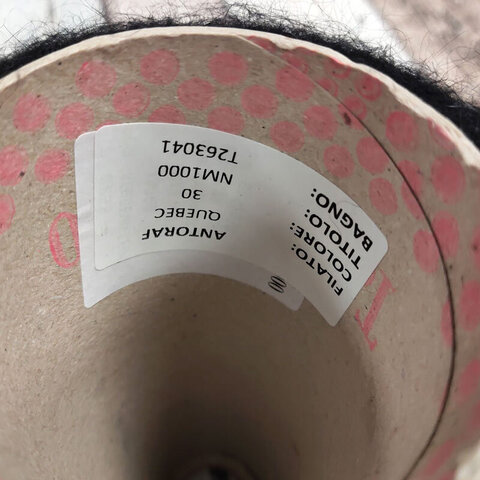 FILATO:
COLORE:
TITOLO:
BAGNO:
ANTORAF
QUEBEC
30
NM1000
T263041